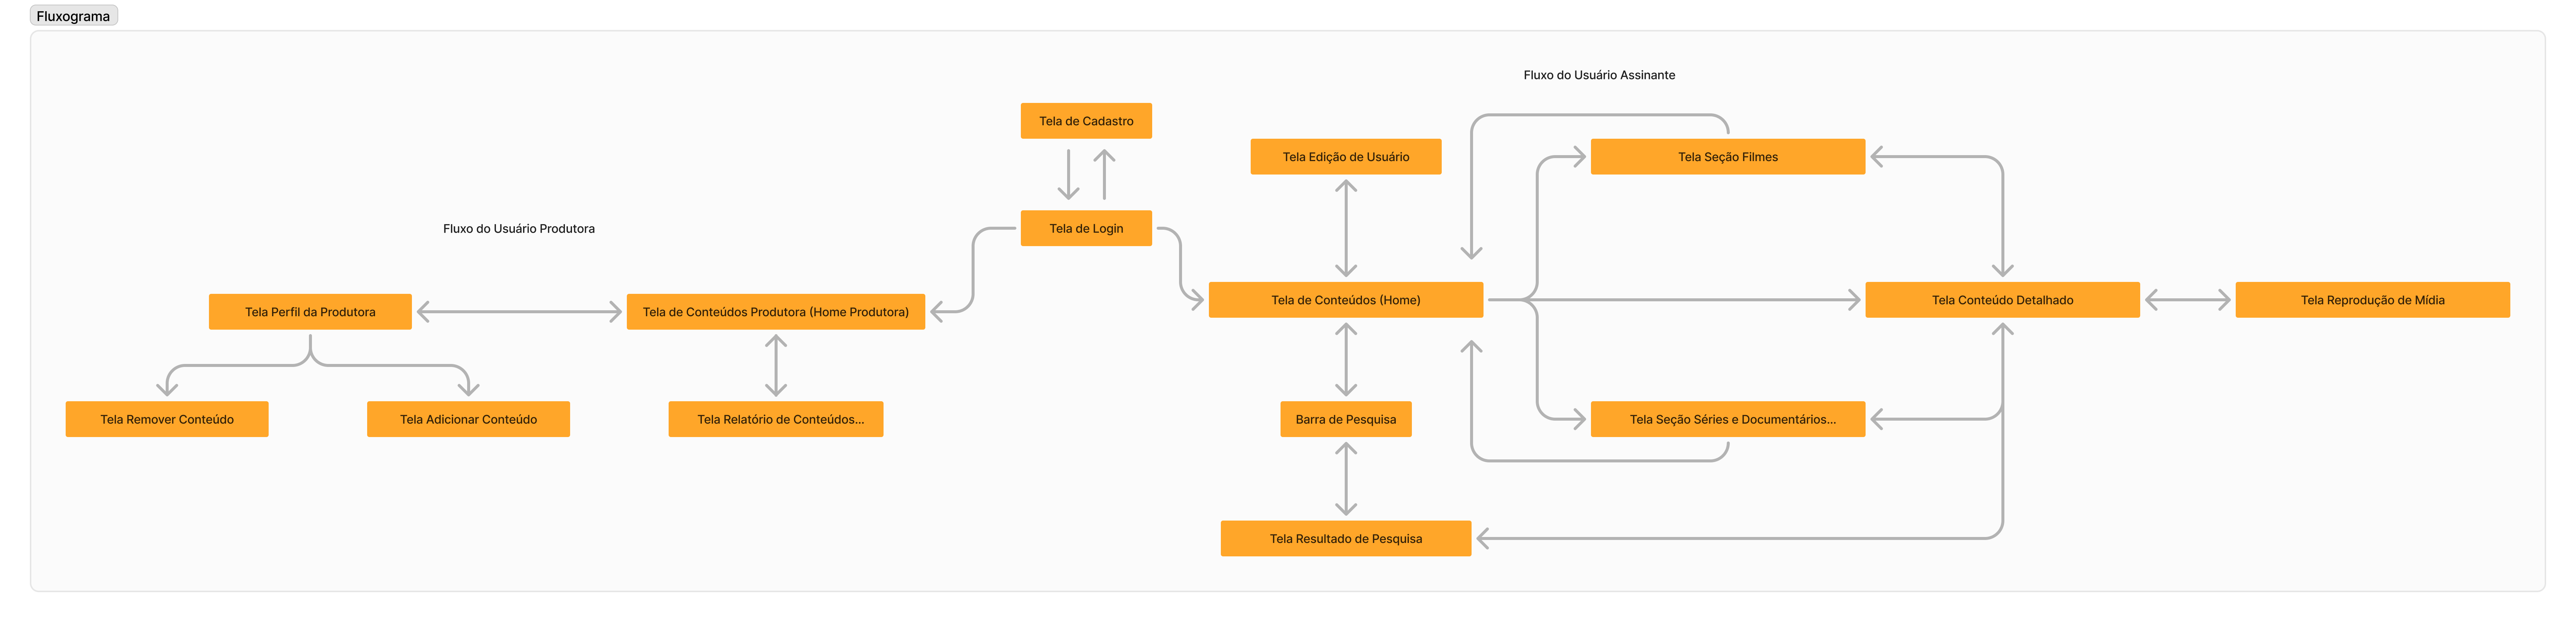 Fluxograma
Fluxo do Usuário Assinante
Tela de Cadastro
Tela Edição de Usuário
Tela Seção Filmes
Fluxo do Usuário Produtora
Tela de Login
Tela Perfil da Produtora
Tela de Conteúdos Produtora (Home Produtora)
Tela de Conteúdos (Home)
Tela Conteúdo Detalhado
Tela Reprodução de Mídia
Tela Remover Conteúdo
Tela Adicionar Conteúdo
Tela Relatório de Conteúdos...
Barra de Pesquisa
Tela Seção Séries e Documentários...
Tela Resultado de Pesquisa